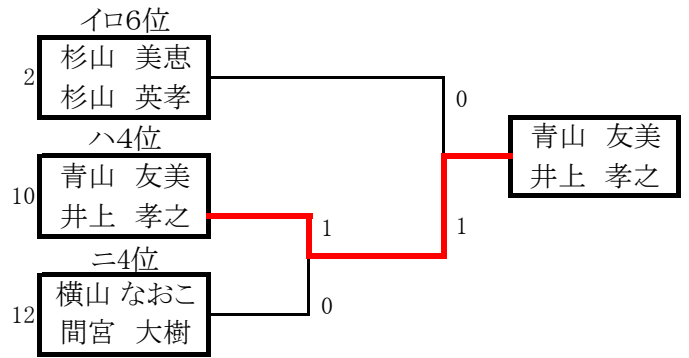 イロ6位
2
杉山 美恵
杉山 英孝
0
青山 友美
井上 孝之
ハ4位
10
青山 友美
井上 孝之
1
1
ニ4位
12
横山 なおこ
間宮 大樹
0